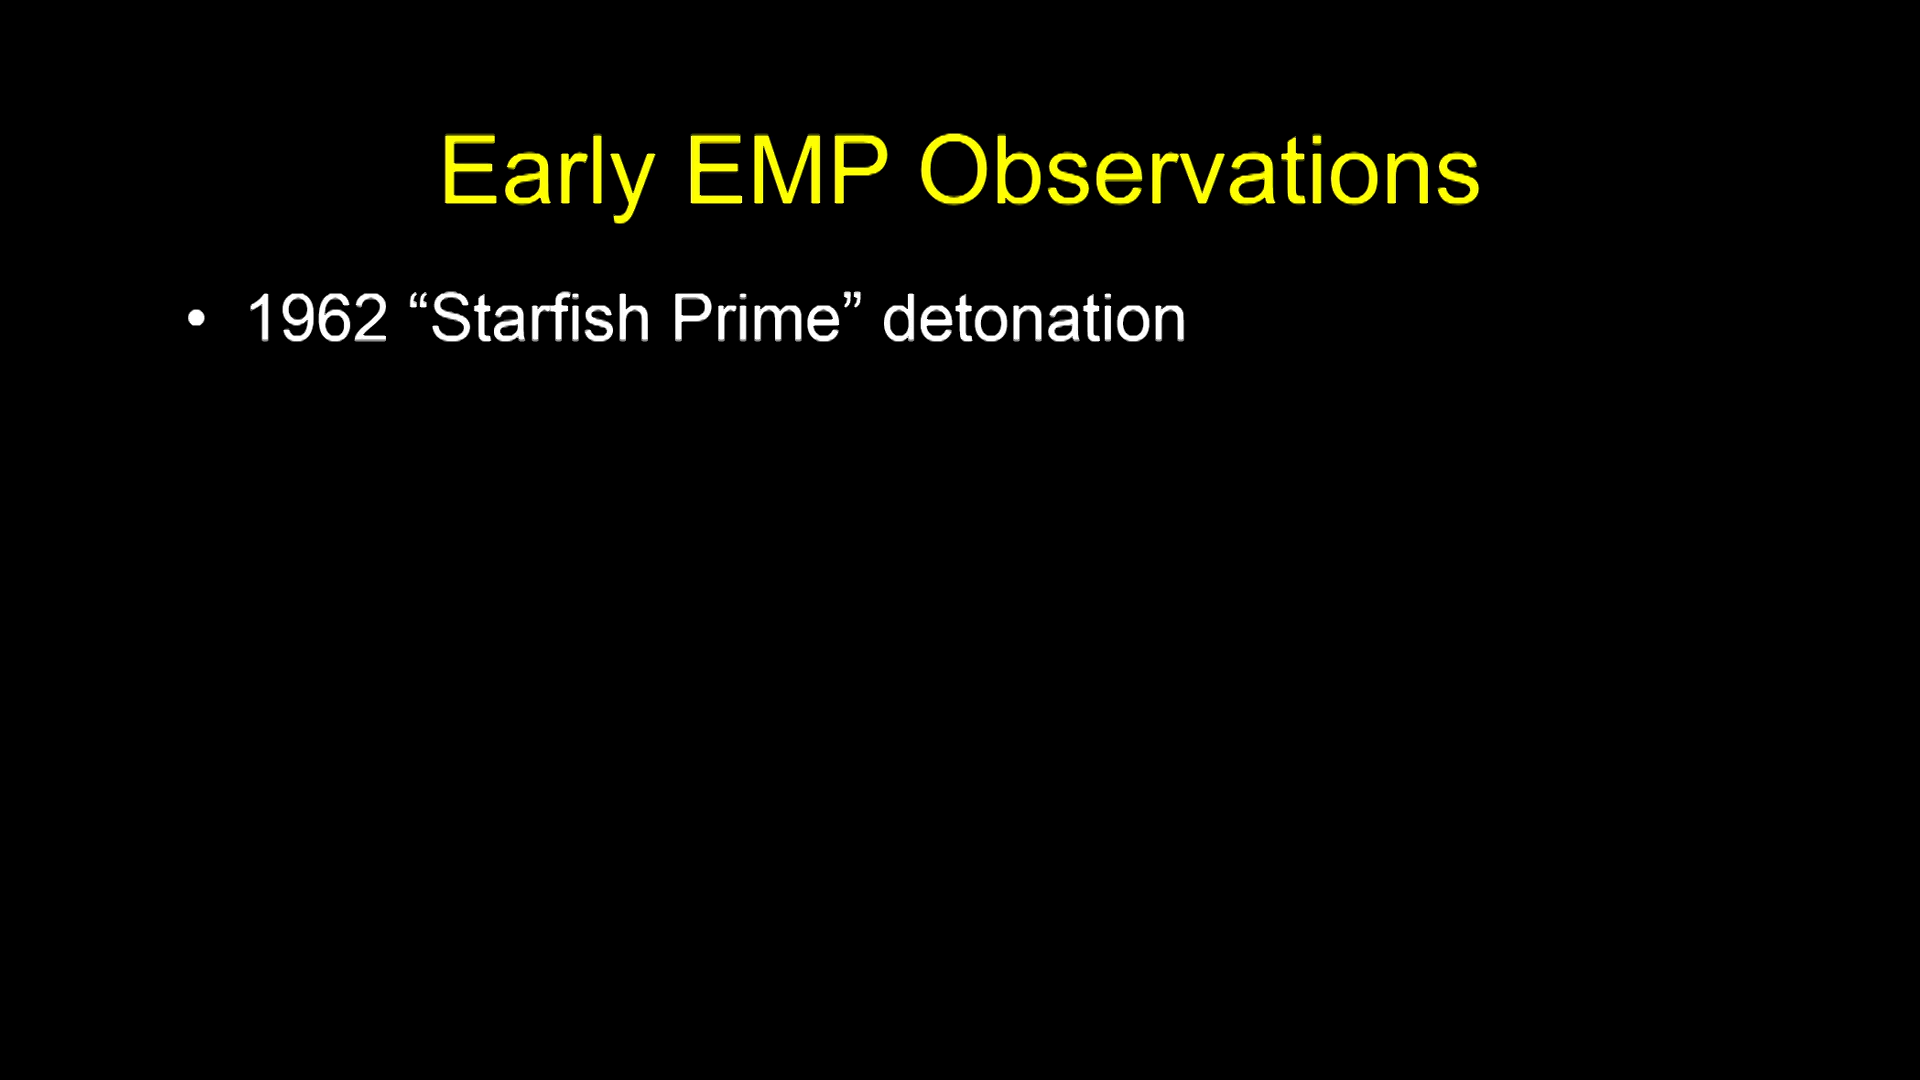 Early EMP Observations
• 1962 “Starfish Prime” detonation